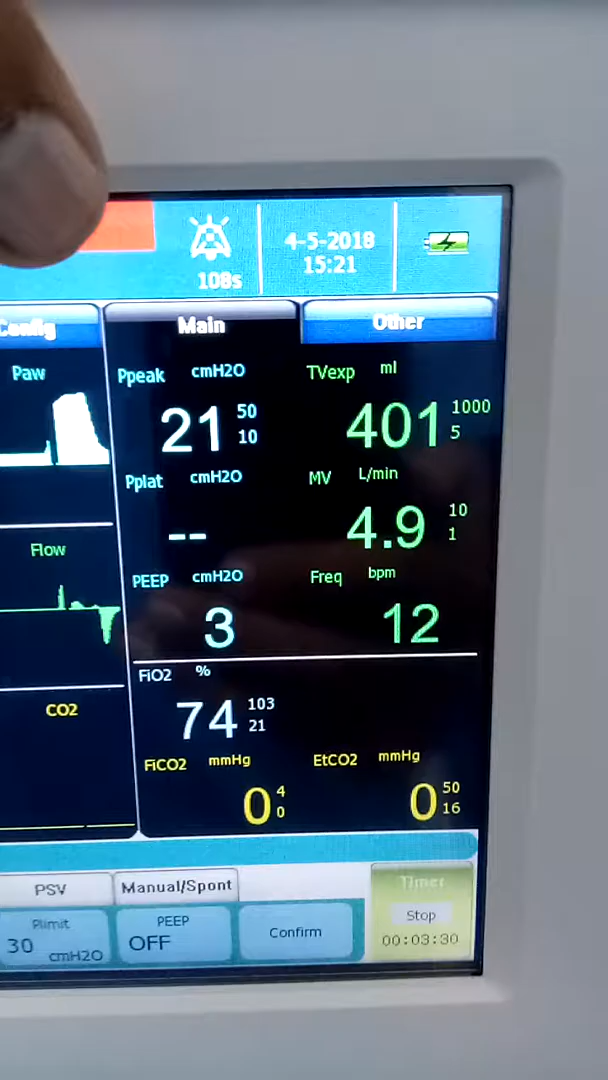 4-5-2018
15:21
108s
Config Main Other
Paw
Ppeak cmH2O
21 50
10
TVexp ml
401 1000
5
Pplat cmH2O
--
MV L/min
4.9 10
1
Flow
PEEP cmH2O
3
Freq bpm
12
FiO2 %
74 103
21
CO2
FiCO2 mmHg
0 4
0
EtCO2 mmHg
0 50
16
PSV Manual/Spont
Plimit
30 cmH2O
PEEP
OFF
Confirm
Timer
Stop
00:03:30